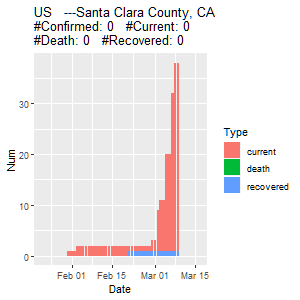 US   ---Santa Clara County, CA
#Confirmed: 0   #Current: 0
#Death: 0   #Recovered: 0
Num
30
20
10
0
Feb 01
Feb 15
Mar 01
Mar 15
Date
Type
current
death
recovered